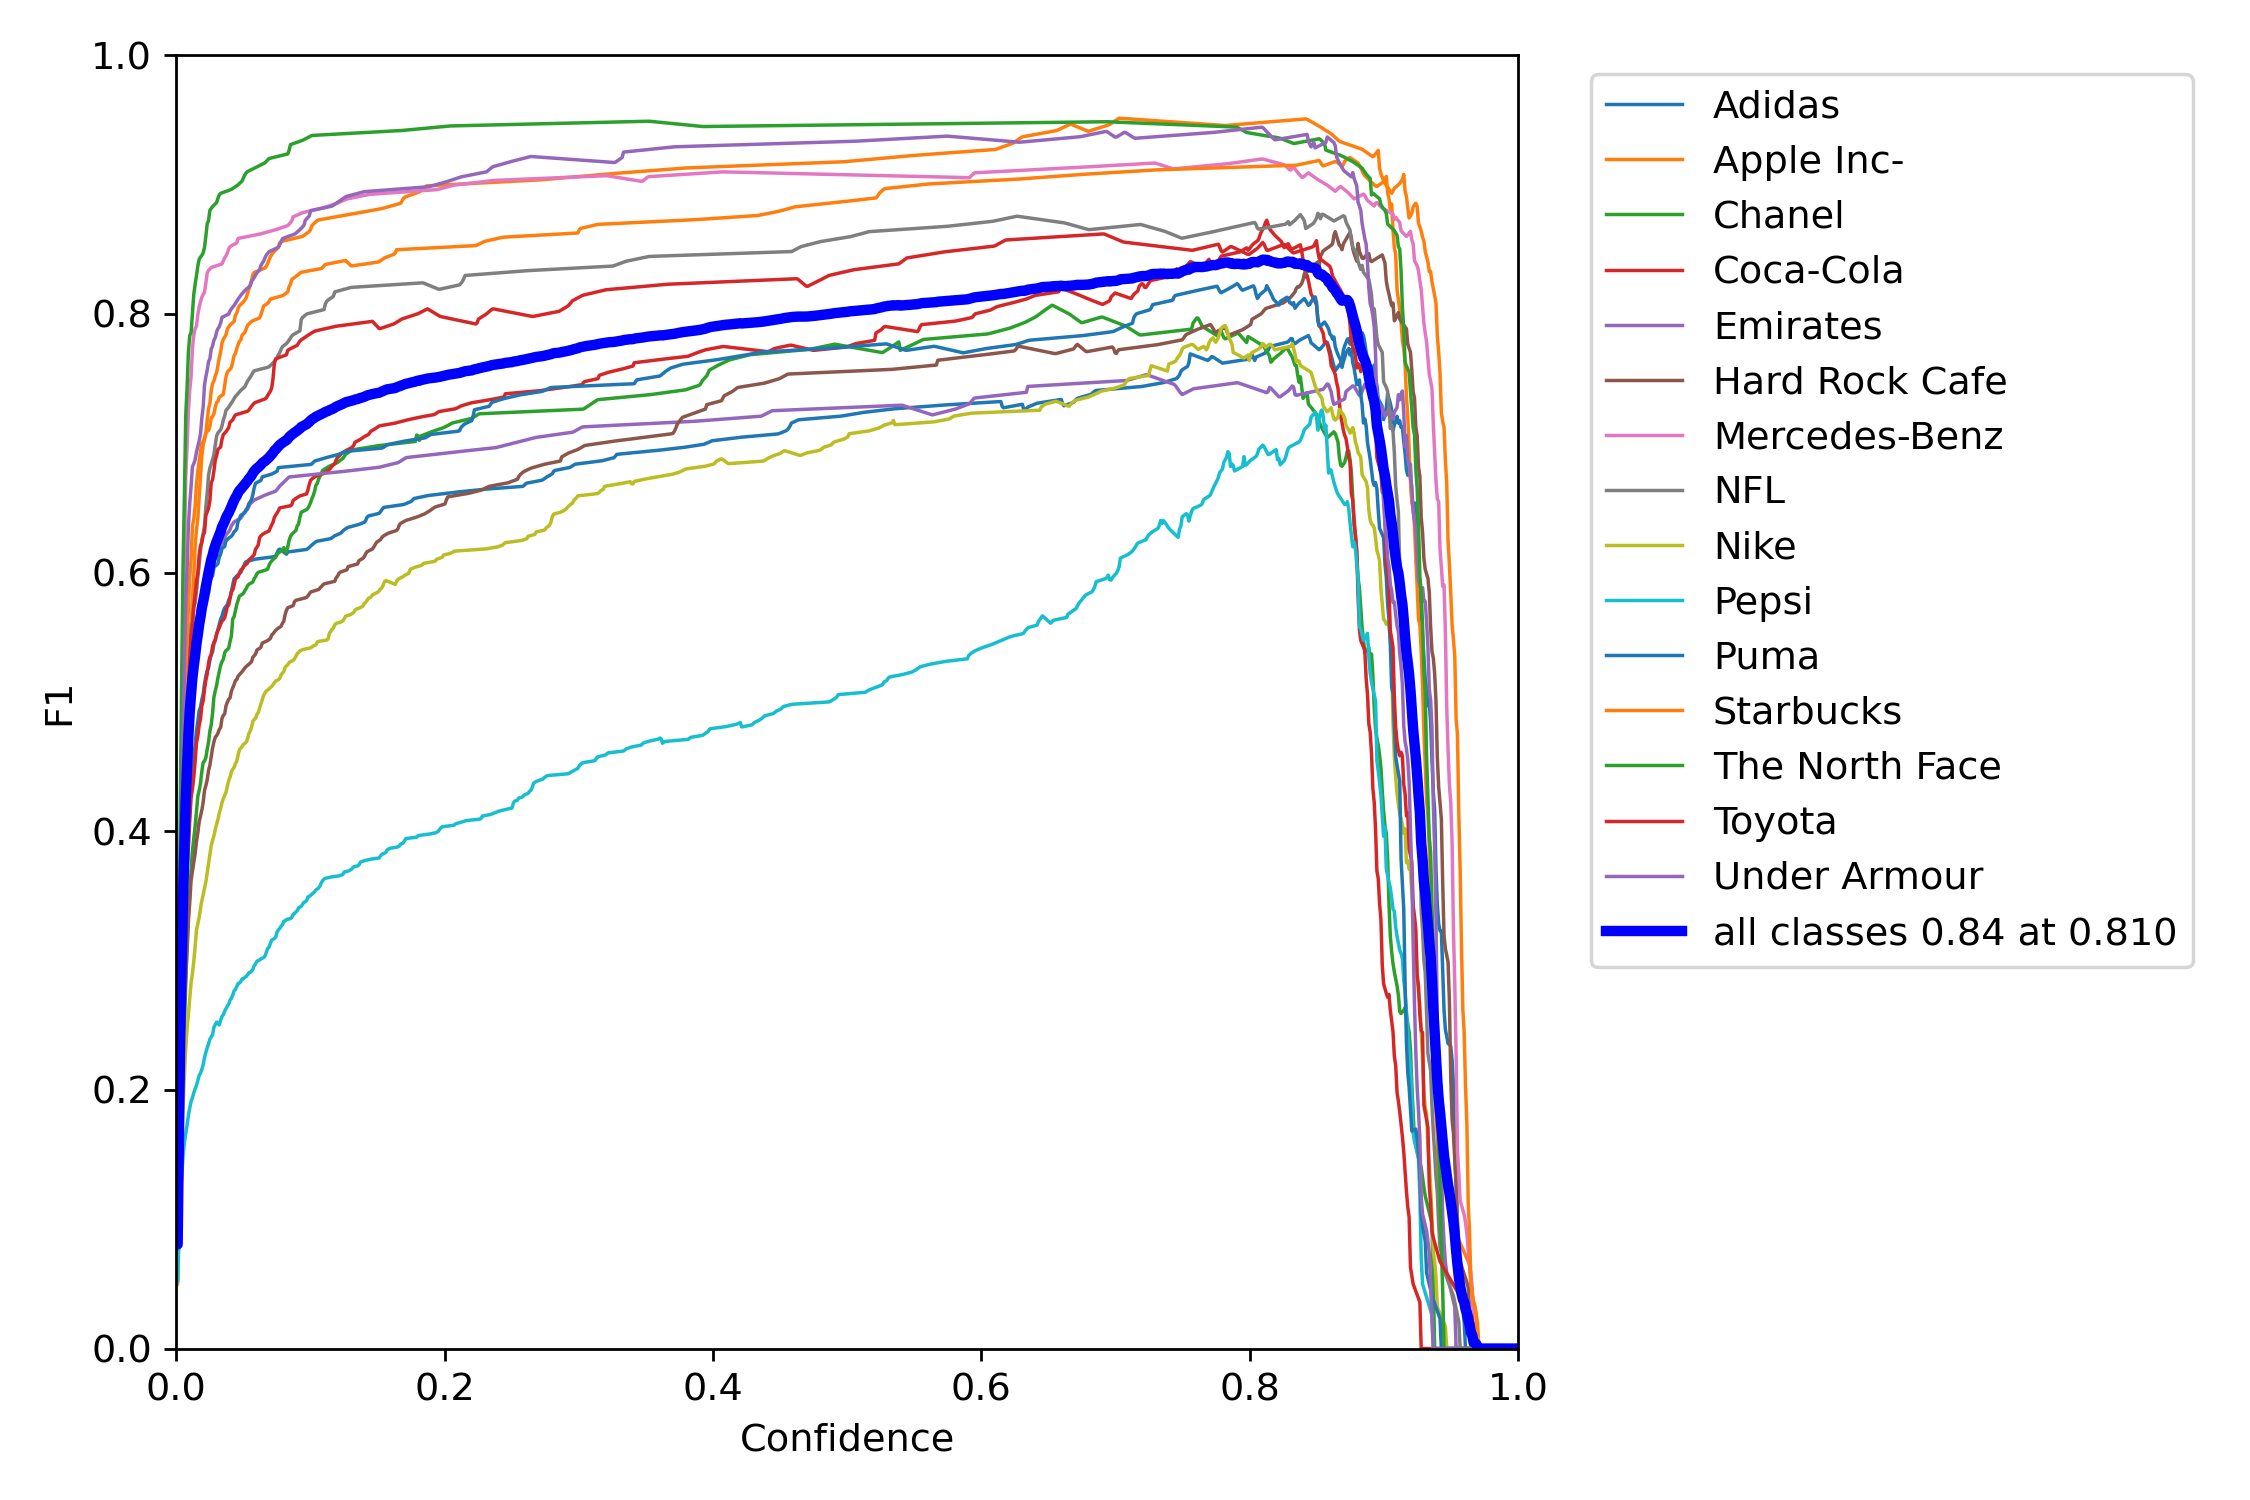 1.0
0.8
0.6
0.4
0.2
0.0
F1
0.0 0.2 0.4 0.6 0.8 1.0
Confidence
Adidas
Apple Inc-
Chanel
Coca-Cola
Emirates
Hard Rock Cafe
Mercedes-Benz
NFL
Nike
Pepsi
Puma
Starbucks
The North Face
Toyota
Under Armour
all classes 0.84 at 0.810